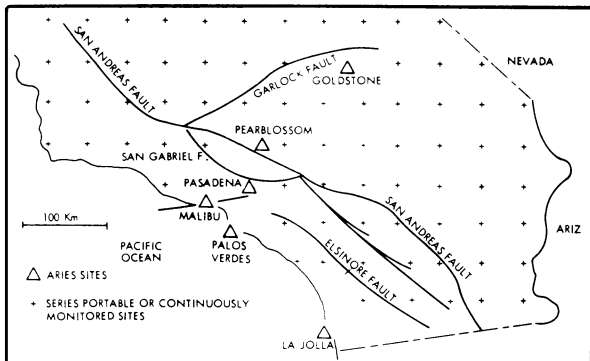 SAN ANDREAS FAULT
NEVADA
GARLOCK FAULT
GOLDSTONE
PEARBLOSSOM
SAN GABRIEL F.
PASADENA
MALIBU
100 Km
PACIFIC
OCEAN
PALOS
VERDES
SAN ANDREAS FAULT
ARIZ
ELSINORE FAULT
ARIES SITES
SERIES PORTABLE OR CONTINUOUSLY
MONITORED SITES
LA JOLLA